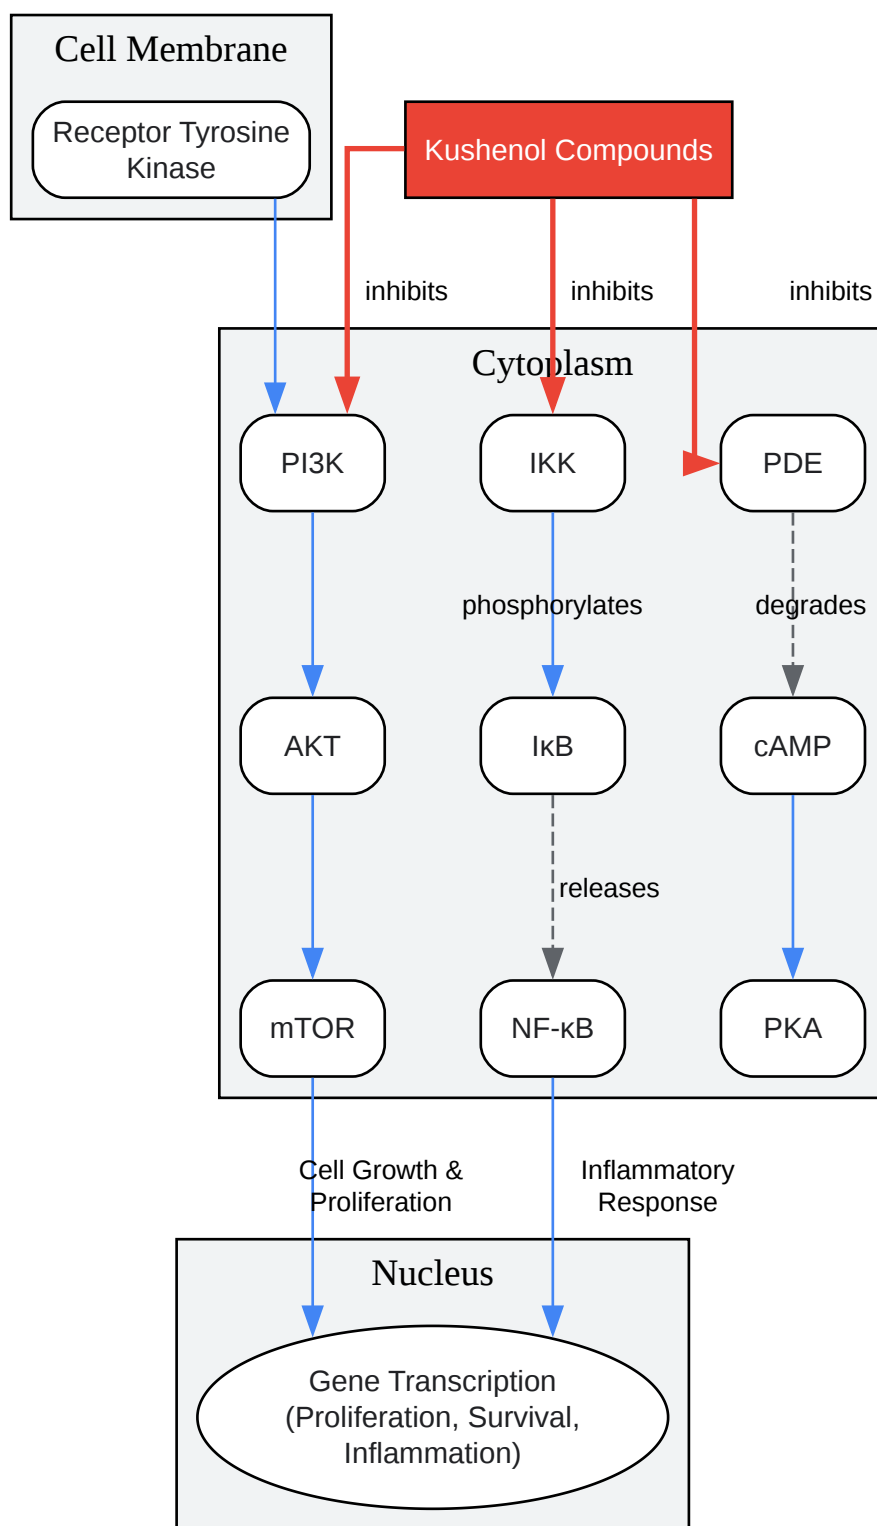 Cell Membrane
Receptor Tyrosine
Kinase
Kushenol Compounds
inhibits
inhibits
inhibits
Cytoplasm
PI3K
IKK
PDE
phosphorylates
degrades
AKT
IκB
cAMP
releases
mTOR
NF-κB
PKA
Cell Growth &
Proliferation
Inflammatory
Response
Nucleus
Gene Transcription
(Proliferation, Survival,
Inflammation)